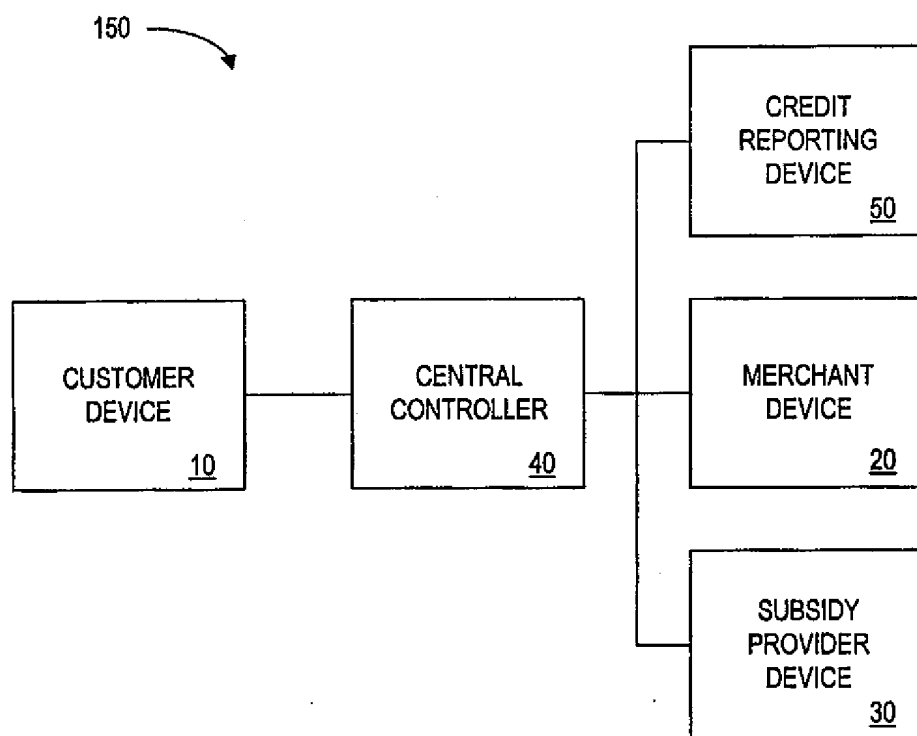 150
CREDIT
REPORTING
DEVICE
50
CUSTOMER
DEVICE
10
CENTRAL
CONTROLLER
40
MERCHANT
DEVICE
20
SUBSIDY
PROVIDER
DEVICE
30